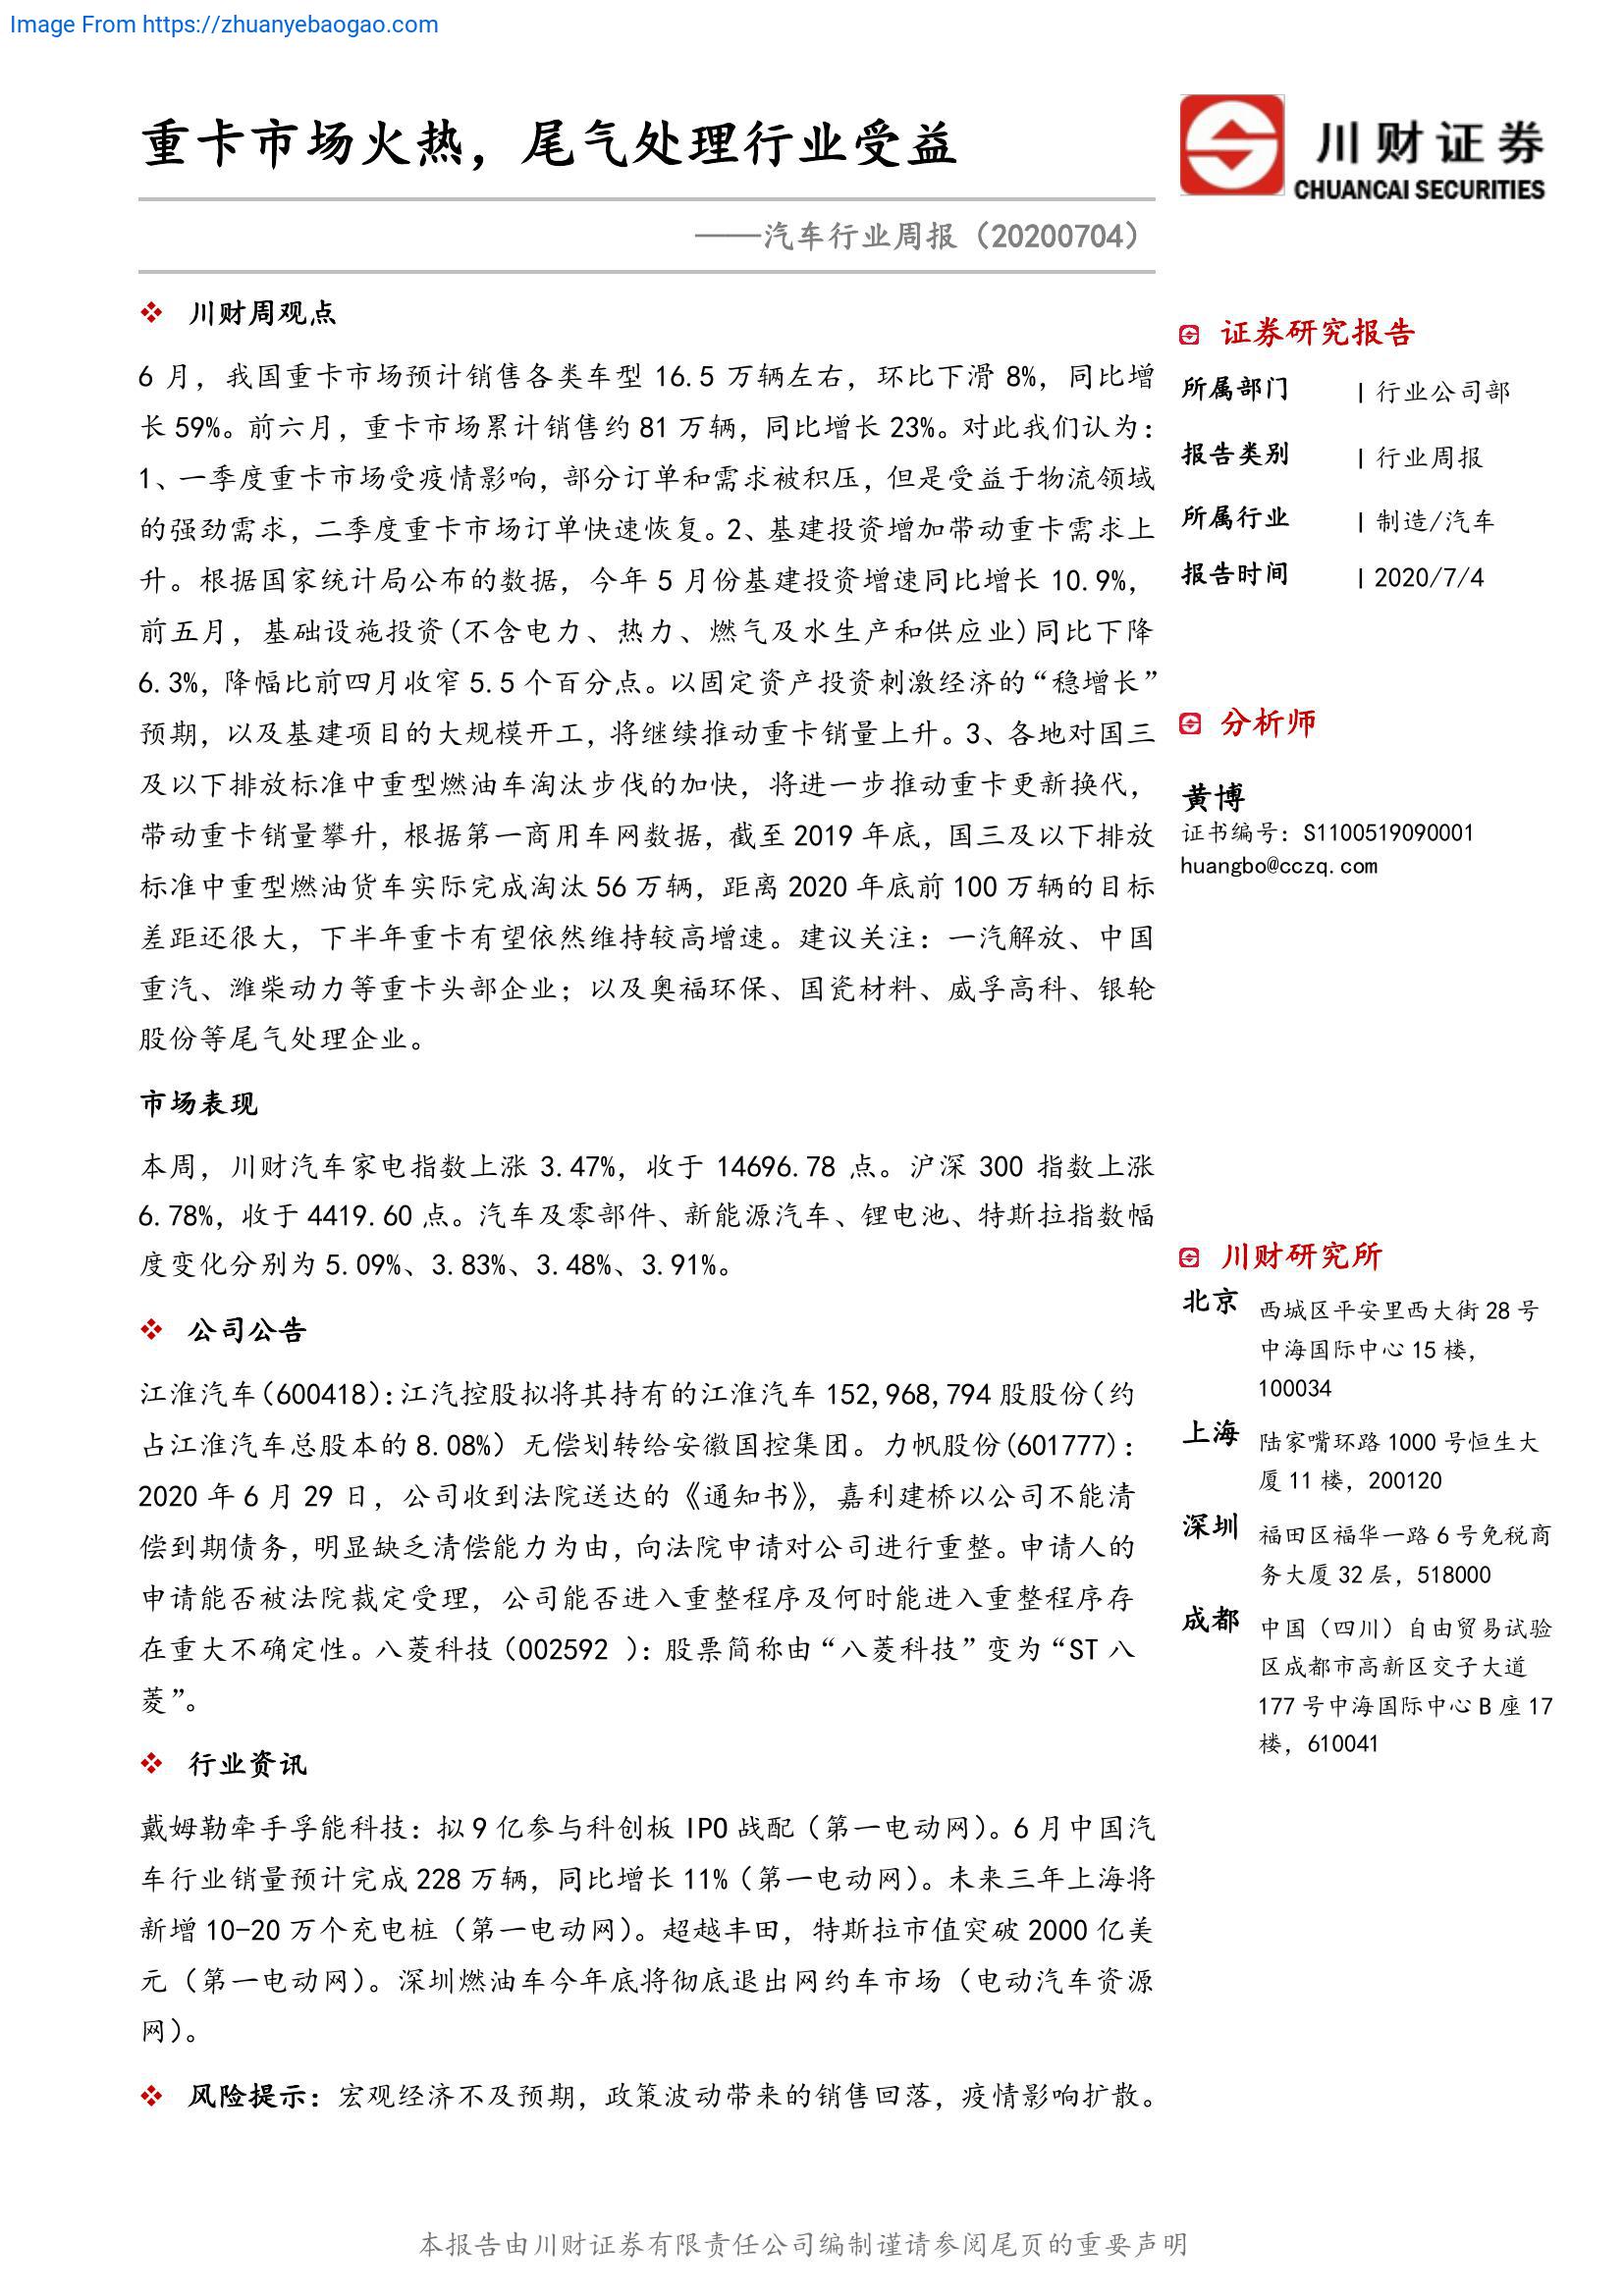 Image From https://zhuanyebaogao.com
重卡市场火热，尾气处理行业受益
——汽车行业周报（20200704）
川财证券
CHUANCAI SECURITIES
川财周观点
6 月，我国重卡市场预计销售各类车型 16.5 万辆左右，环比下滑 8%，同比增
长 59%。前六月，重卡市场累计销售约 81 万辆，同比增长 23%。对此我们认为：
1、一季度重卡市场受疫情影响，部分订单和需求被积压，但是受益于物流领域
的强劲需求，二季度重卡市场订单快速恢复。2、基建投资增加带动重卡需求上
升。根据国家统计局公布的数据，今年 5 月份基建投资增速同比增长 10.9%，
前五月，基础设施投资(不含电力、热力、燃气及水生产和供应业)同比下降
6.3%，降幅比前四月收窄 5.5 个百分点。以固定资产投资刺激经济的“稳增长”
预期，以及基建项目的大规模开工，将继续推动重卡销量上升。3、各地对国三
及以下排放标准中重型燃油车淘汰步伐的加快，将进一步推动重卡更新换代，
带动重卡销量攀升，根据第一商用车网数据，截至 2019 年底，国三及以下排放
标准中重型燃油货车实际完成淘汰 56 万辆，距离 2020 年底前 100 万辆的目标
差距还很大，下半年重卡有望依然维持较高增速。建议关注：一汽解放、中国
重汽、潍柴动力等重卡头部企业；以及奥福环保、国瓷材料、威孚高科、银轮
股份等尾气处理企业。
市场表现
本周，川财汽车家电指数上涨 3.47%，收于 14696.78 点。沪深 300 指数上涨
6.78%，收于 4419.60 点。汽车及零部件、新能源汽车、锂电池、特斯拉指数幅
度变化分别为 5.09%、3.83%、3.48%、3.91%。
公司公告
江淮汽车（600418）：江汽控股拟将其持有的江淮汽车 152,968,794 股股份（约
占江淮汽车总股本的 8.08%）无偿划转给安徽国控集团。力帆股份(601777)：
2020 年 6 月 29 日，公司收到法院送达的《通知书》，嘉利建桥以公司不能清
偿到期债务，明显缺乏清偿能力为由，向法院申请对公司进行重整。申请人的
申请能否被法院裁定受理，公司能否进入重整程序及何时能进入重整程序存
在重大不确定性。八菱科技（002592 ）：股票简称由“八菱科技”变为“ST 八
菱”。
行业资讯
戴姆勒牵手孚能科技：拟 9 亿参与科创板 IPO 战配（第一电动网）。6 月中国汽
车行业销量预计完成 228 万辆，同比增长 11%（第一电动网）。未来三年上海将
新增 10-20 万个充电桩（第一电动网）。超越丰田，特斯拉市值突破 2000 亿美
元（第一电动网）。深圳燃油车今年底将彻底退出网约车市场（电动汽车资源
网）。
风险提示：宏观经济不及预期，政策波动带来的销售回落，疫情影响扩散。
证券研究报告
所属部门 | 行业公司部
报告类别 | 行业周报
所属行业 | 制造/汽车
报告时间 | 2020/7/4
分析师
黄博
证书编号：S1100519090001
huangbo@cczq.com
川财研究所
北京 西城区平安里西大街 28 号
中海国际中心 15 楼，
100034
上海 陆家嘴环路 1000 号恒生大
厦 11 楼，200120
深圳 福田区福华一路 6 号免税商
务大厦 32 层，518000
成都 中国（四川）自由贸易试验
区成都市高新区交子大道
177 号中海国际中心 B 座 17
楼，610041
本报告由川财证券有限责任公司编制谨请参阅尾页的重要声明